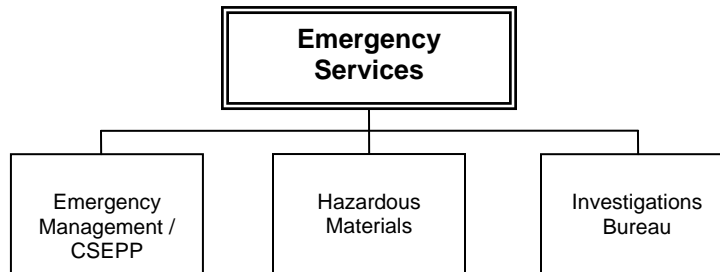 Emergency
Services
Emergency
Management /
CSEPP
Hazardous
Materials
Investigations
Bureau